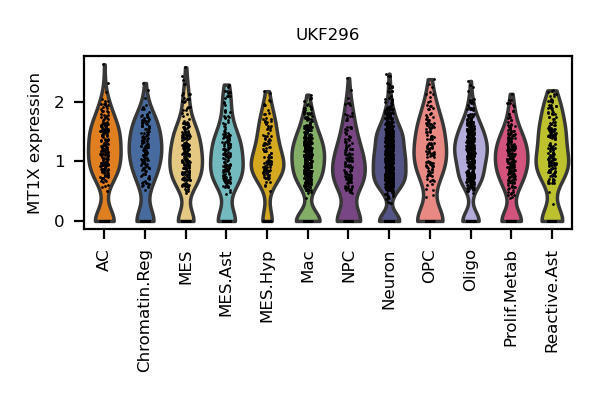 UKF296
MT1X expression
2
1
0
AC
Chromatin.Reg
MES
MES.Ast
MES.Hyp
Mac
NPC
Neuron
OPC
Oligo
Prolif.Metab
Reactive.Ast